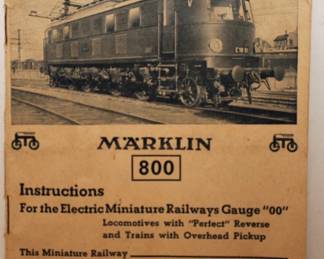 MÄRKLIN
800
Instructions
For the Electric Miniature Railways Gauge "00"
Locomotives with "Perfect" Reverse
and Trains with Overhead Pickup
This Miniature Railway